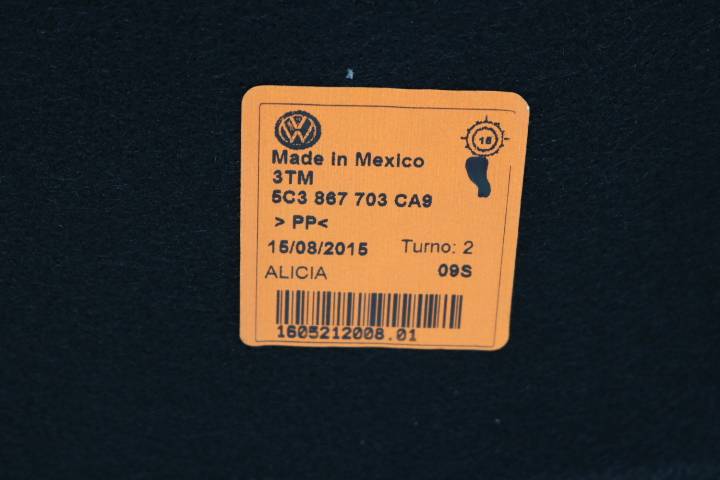 VW
15
Made in Mexico
3TM
5C3 867 703 CA9
> PP<
15/08/2015 Turno: 2
ALICIA 09S
1605212008.01